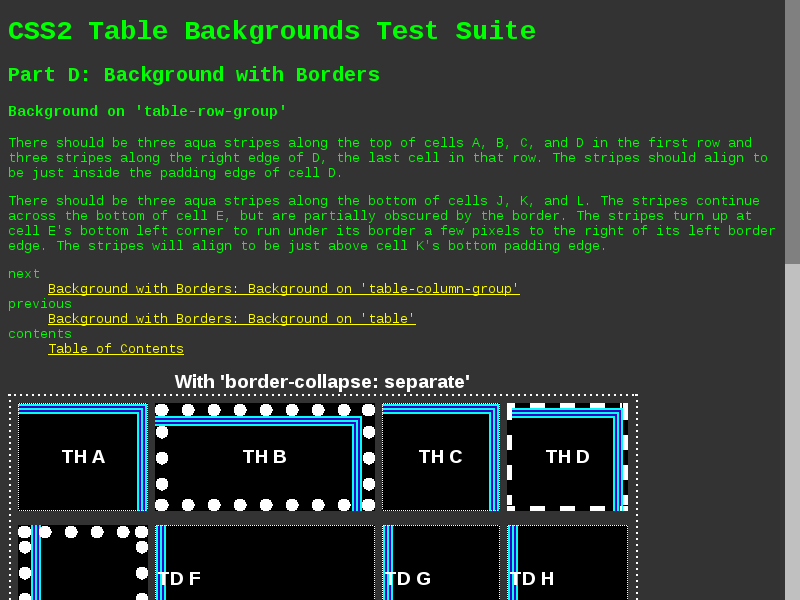 CSS2 Table Backgrounds Test Suite
Part D: Background with Borders
Background on 'table-row-group'
There should be three aqua stripes along the top of cells A, B, C, and D in the first row and
three stripes along the right edge of D, the last cell in that row. The stripes should align to
be just inside the padding edge of cell D.
There should be three aqua stripes along the bottom of cells J, K, and L. The stripes continue
across the bottom of cell E, but are partially obscured by the border. The stripes turn up at
cell E's bottom left corner to run under its border a few pixels to the right of its left border
edge. The stripes will align to be just above cell K's bottom padding edge.
next
Background with Borders: Background on 'table-column-group'
previous
Background with Borders: Background on 'table'
contents
Table of Contents
With 'border-collapse: separate'
TH A TH B TH C TH D
TD F TD G TD H